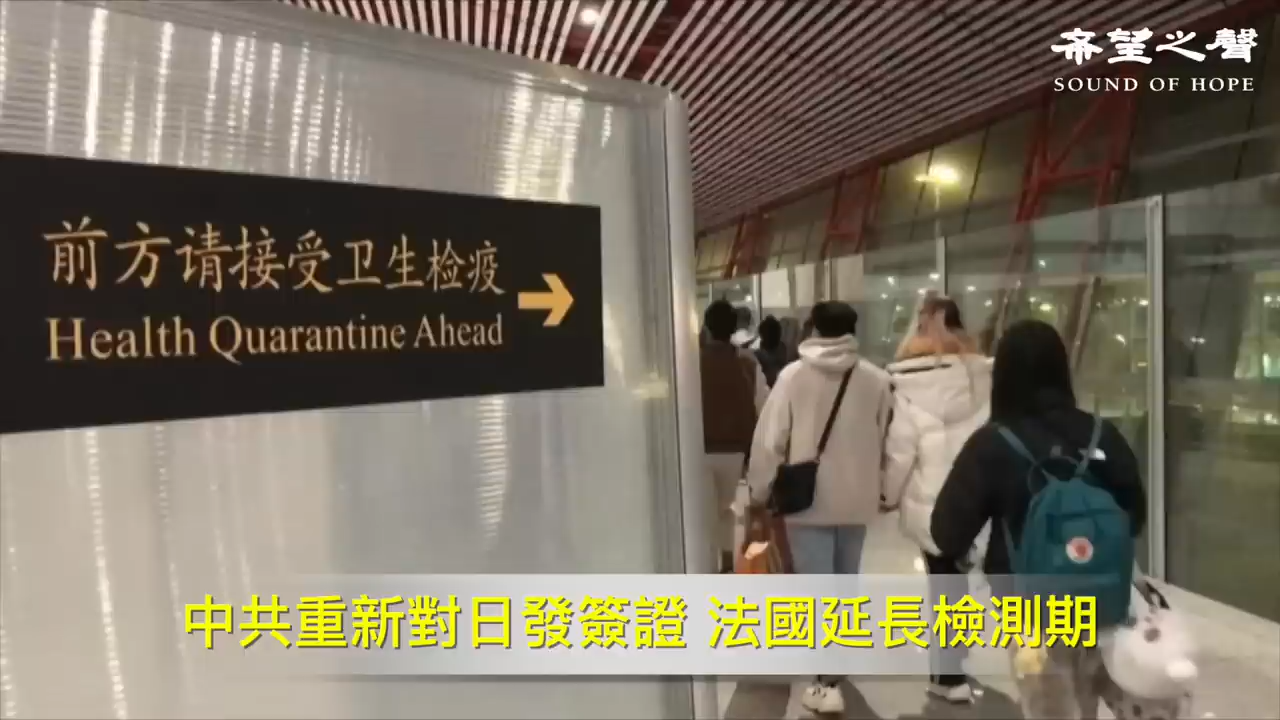 希望之聲
SOUND OF HOPE
前方请接受卫生检疫
Health Quarantine Ahead
中共重新對日發簽證 法國延長檢測期